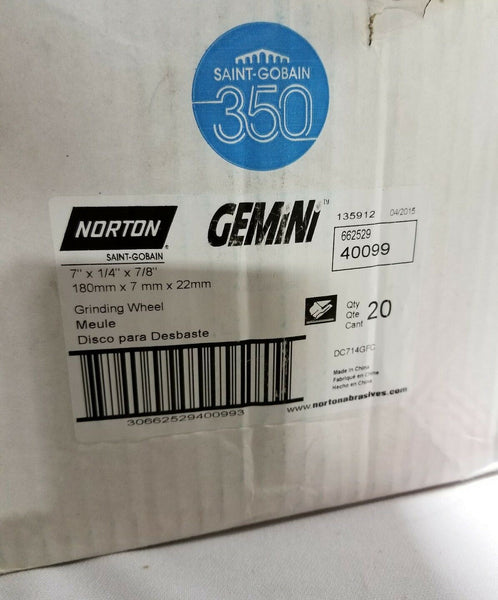 SAINT-GOBAIN
350
NORTON
SAINT-GOBAIN
GEMINI™
135912 04/2015
662529
40099
7" x 1/4" x 7/8"
180mm x 7 mm x 22mm
Grinding Wheel
Meule
Disco para Desbaste
Qty
Qte
Cant
20
DC714GFC
Made in China
Fabriqué en Chine
Hecho en China
30662529400993
www.nortonabrasives.com